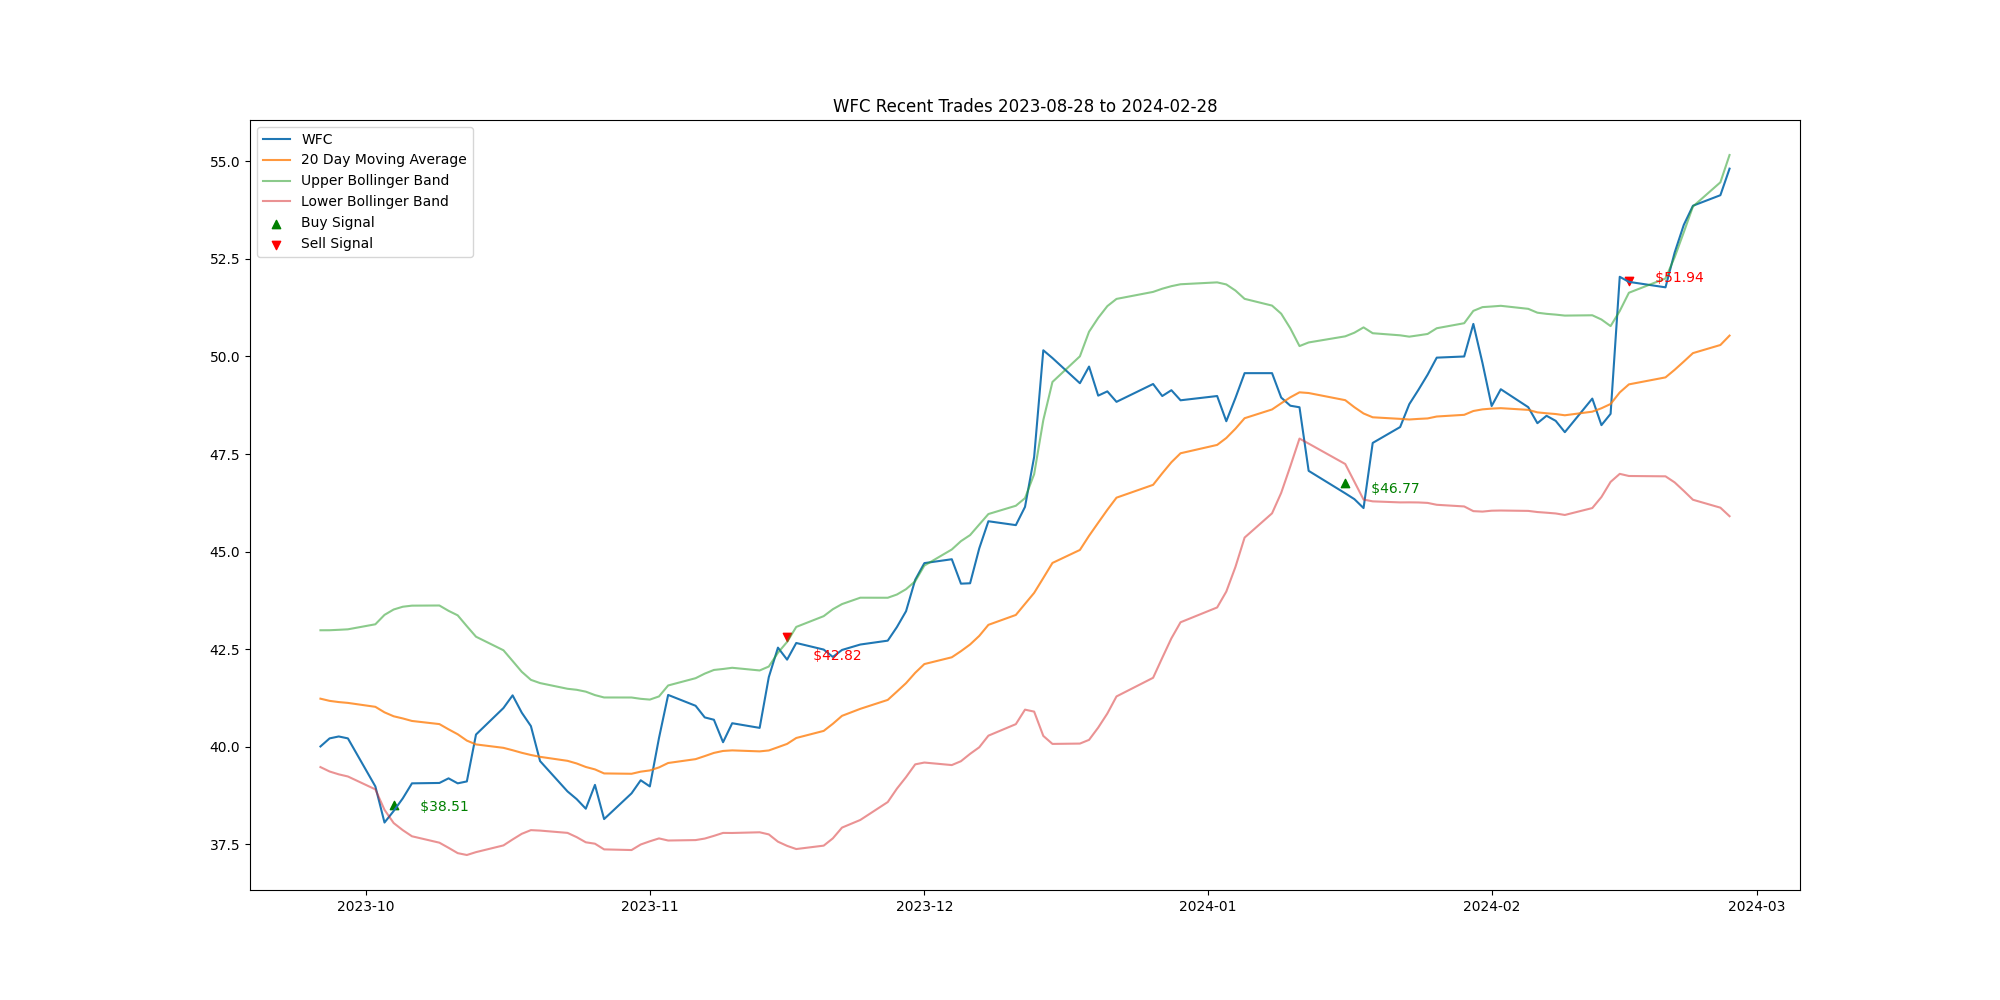 WFC Recent Trades 2023-08-28 to 2024-02-28
WFC
20 Day Moving Average
Upper Bollinger Band
Lower Bollinger Band
Buy Signal
Sell Signal
55.0
52.5
50.0
47.5
45.0
42.5
40.0
37.5
$51.94
$46.77
$42.82
$38.51
2023-10
2023-11
2023-12
2024-01
2024-02
2024-03